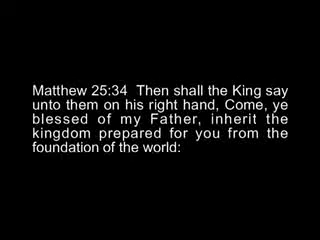 Matthew 25:34  Then shall the King say
unto them on his right hand, Come, ye
blessed of my Father, inherit the
kingdom prepared for you from the
foundation of the world: